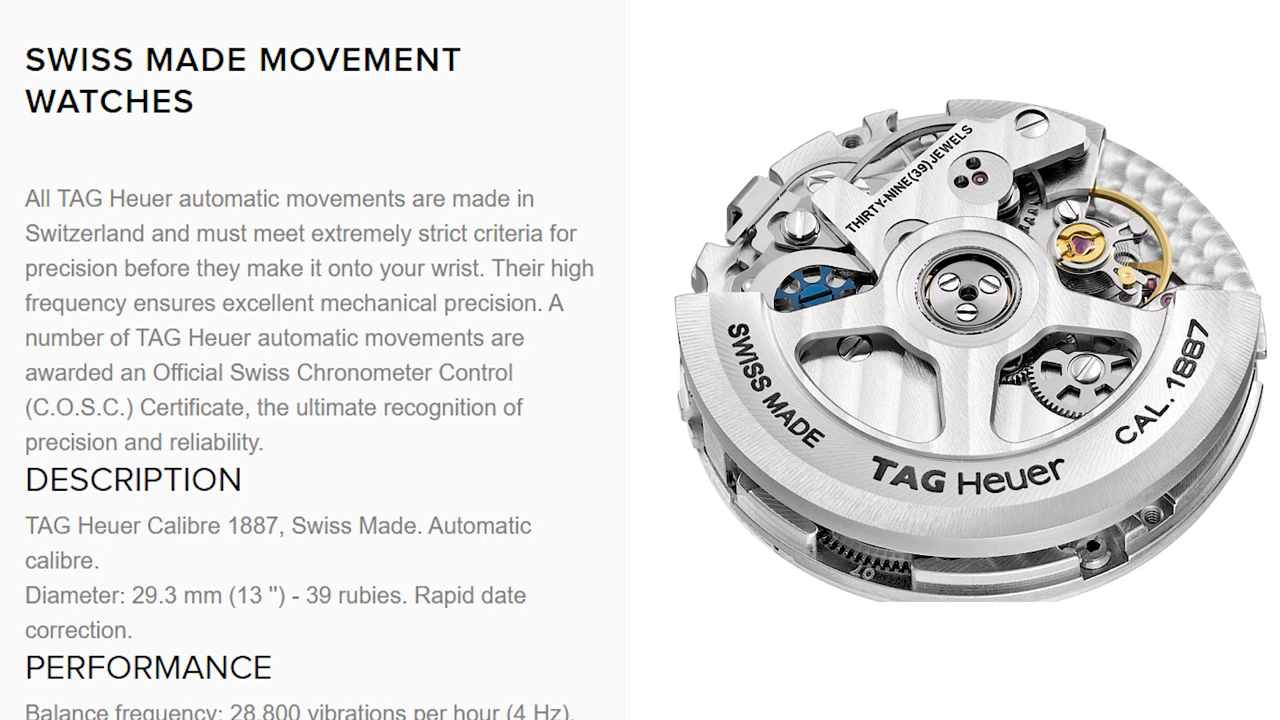 SWISS MADE MOVEMENT
WATCHES
All TAG Heuer automatic movements are made in
Switzerland and must meet extremely strict criteria for
precision before they make it onto your wrist. Their high
frequency ensures excellent mechanical precision. A
number of TAG Heuer automatic movements are
awarded an Official Swiss Chronometer Control
(C.O.S.C.) Certificate, the ultimate recognition of
precision and reliability.
DESCRIPTION
TAG Heuer Calibre 1887, Swiss Made. Automatic
calibre.
Diameter: 29.3 mm (13 '') - 39 rubies. Rapid date
correction.
PERFORMANCE
Balance frequency: 28,800 vibrations per hour (4 Hz).
THIRTY-NINE(39)JEWELS
SWISS MADE
TAG Heuer
CAL.1887